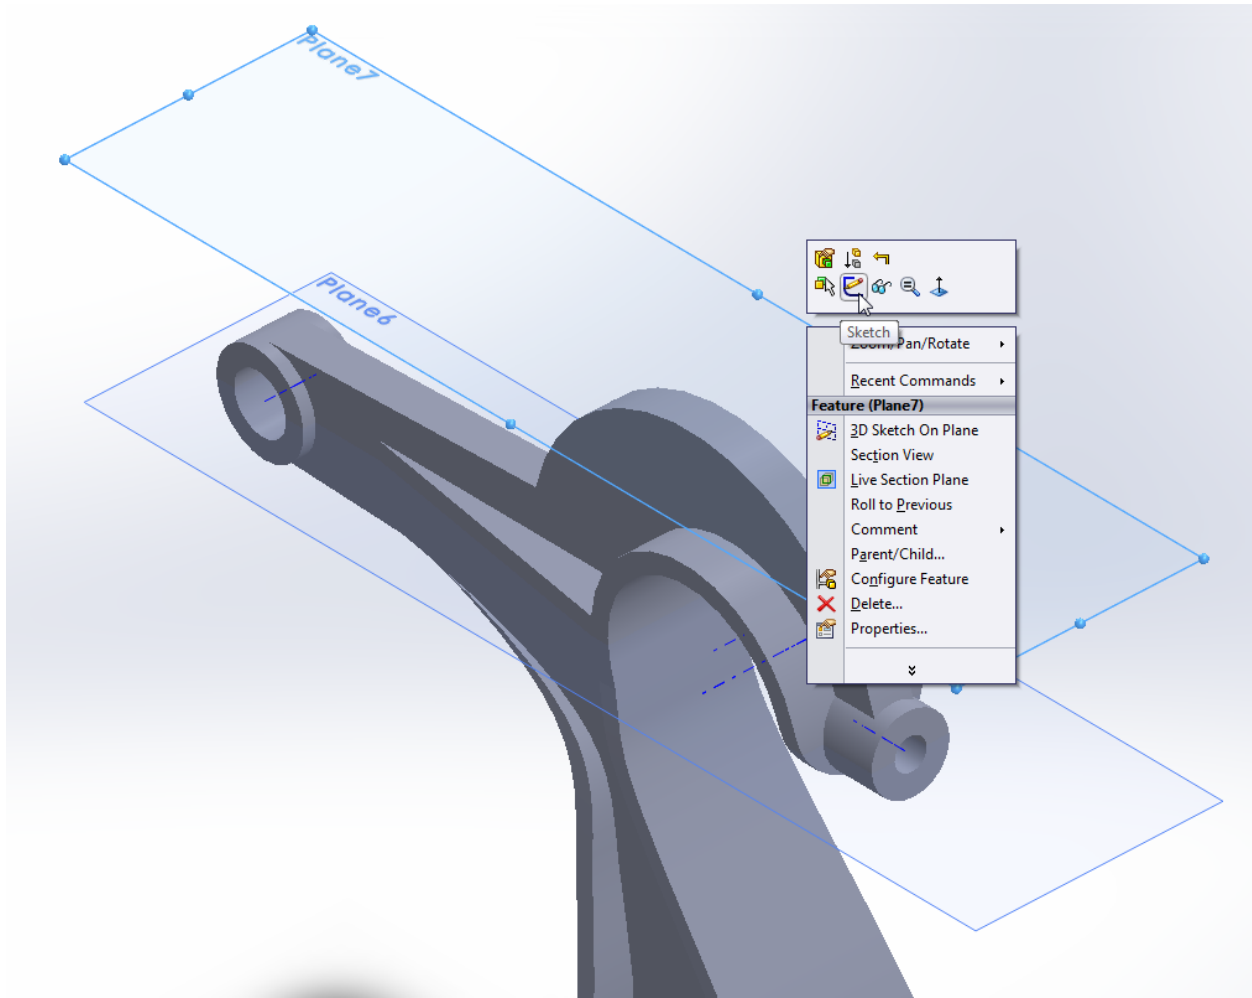 Plane7
Plane6
Sketch
Zoom/Pan/Rotate
Recent Commands
Feature (Plane7)
3D Sketch On Plane
Section View
Live Section Plane
Roll to Previous
Comment
Parent/Child...
Configure Feature
Delete...
Properties...